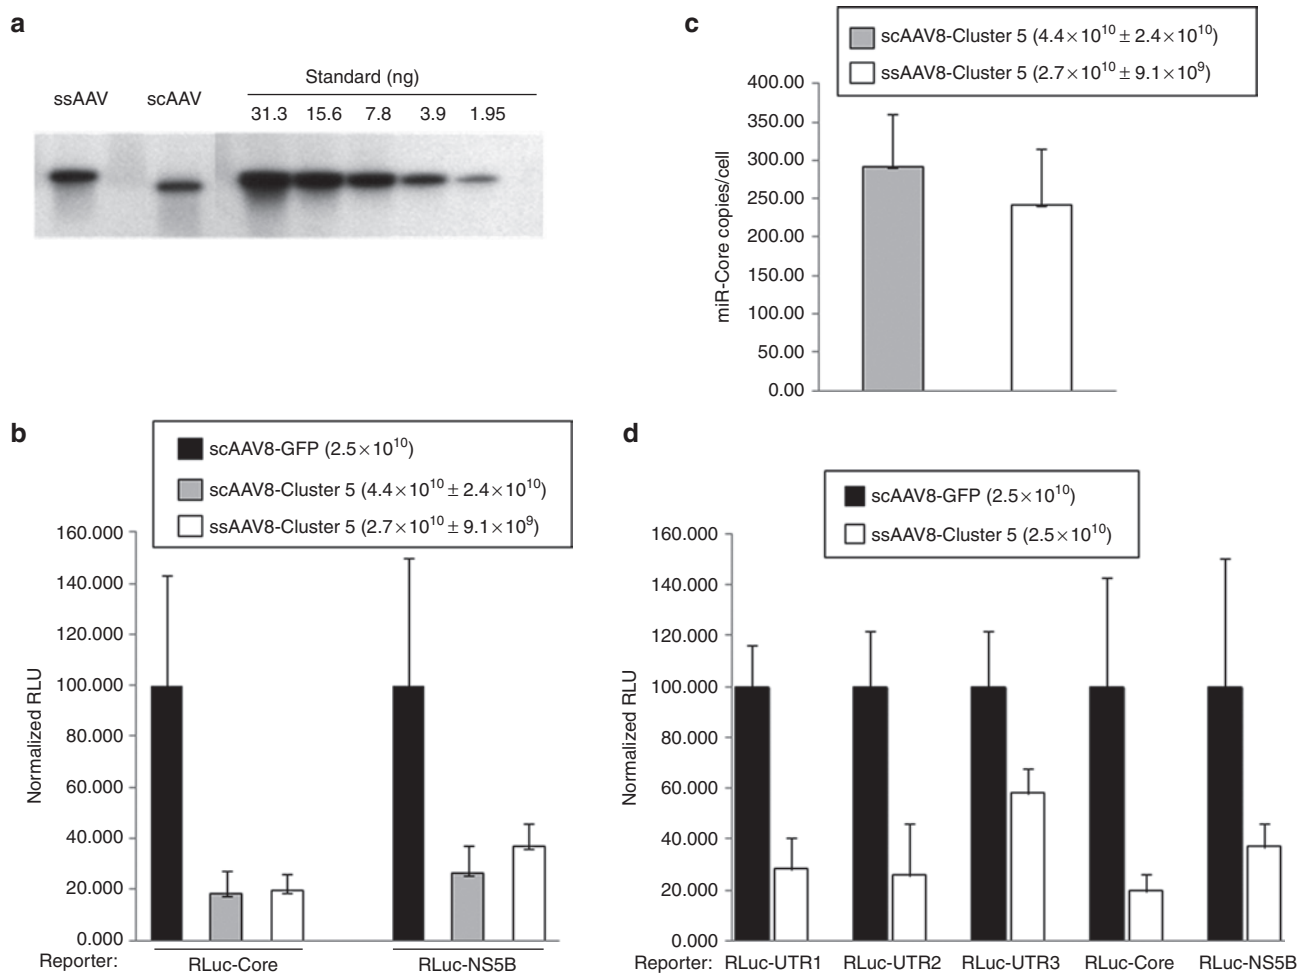 a
Standard (ng)
ssAAV
scAAV
31.3 15.6 7.8 3.9 1.95
b
scAAV8-GFP (2.5×10¹⁰)
scAAV8-Cluster 5 (4.4×10¹⁰ ± 2.4×10¹⁰)
ssAAV8-Cluster 5 (2.7×10¹⁰ ± 9.1×10⁹)
Normalized RLU
160.000
140.000
120.000
100.000
80.000
60.000
40.000
20.000
0.000
Reporter: RLuc-Core RLuc-NS5B
c
scAAV8-Cluster 5 (4.4×10¹⁰ ± 2.4×10¹⁰)
ssAAV8-Cluster 5 (2.7×10¹⁰ ± 9.1×10⁹)
miR-Core copies/cell
400.00
350.00
300.00
250.00
200.00
150.00
100.00
50.00
0.00
d
scAAV8-GFP (2.5×10¹⁰)
ssAAV8-Cluster 5 (2.5×10¹⁰)
Normalized RLU
160.000
140.000
120.000
100.000
80.000
60.000
40.000
20.000
0.000
Reporter: RLuc-UTR1 RLuc-UTR2 RLuc-UTR3 RLuc-Core RLuc-NS5B